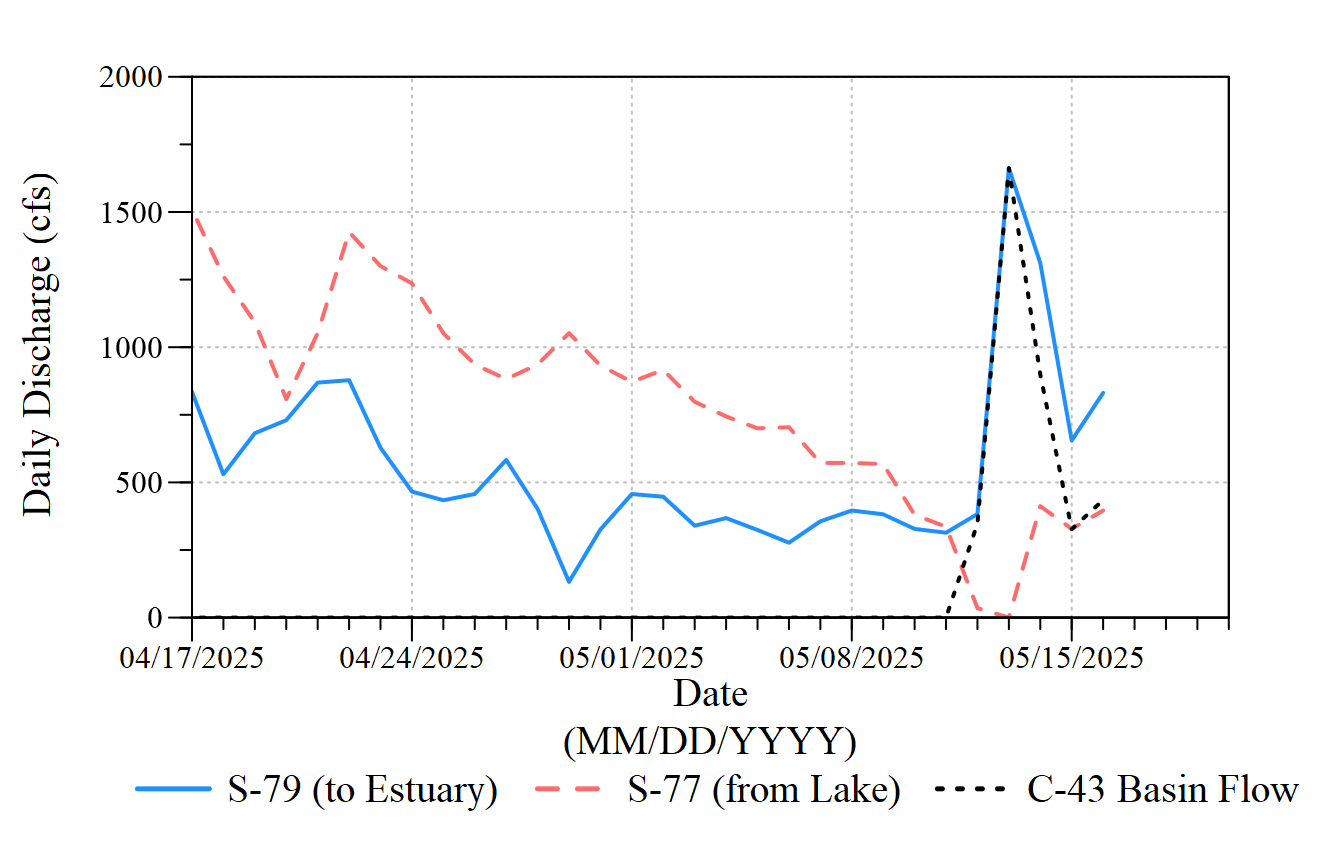 2000
1500
1000
500
0
Daily Discharge (cfs)
04/17/2025 04/24/2025 05/01/2025 05/08/2025 05/15/2025
Date
(MM/DD/YYYY)
S-79 (to Estuary) S-77 (from Lake) C-43 Basin Flow